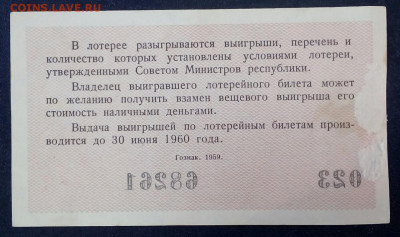 COINS.SU.RU
В лотерее разыгрываются выигрыши, перечень и
количество которых установлены условиями лотереи,
утвержденными Советом Министров республики.
Владелец выигравшего лотерейного билета может
по желанию получить взамен вещевого выигрыша его
стоимость наличными деньгами.
Выдача выигрышей по лотерейным билетам произ-
водится до 30 июня 1960 года.
Гознак. 1959.
68261 023